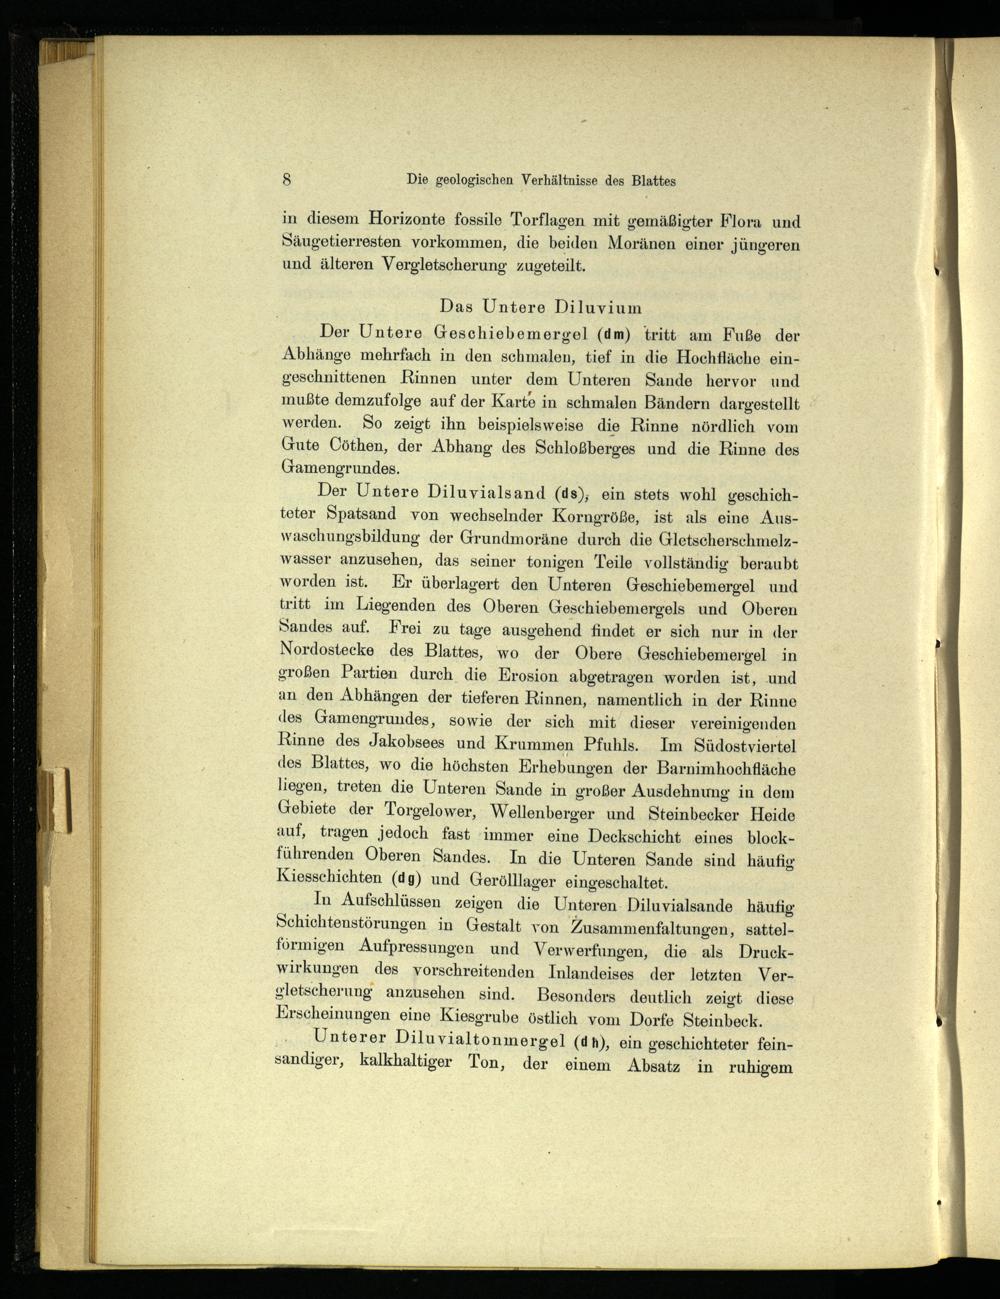 8 Die geologischen Verhältnisse des Blattes
in diesem Horizonte fossile Torflagen mit gemäßigter Flora und
Säugetierresten vorkommen, die beiden Moränen einer jüngeren
und älteren Vergletscherung zugeteilt.
Das Untere Diluvium
Der Untere Geschiebemergel (dm) tritt am Fuße der
Abhänge mehrfach in den schmalen, tief in die Hochfläche ein-
geschnittenen Rinnen unter dem Unteren Sande hervor und
mußte demzufolge auf der Karte in schmalen Bändern dargestellt
werden. So zeigt ihn beispielsweise die Rinne nördlich vom
Gute Cöthen, der Abhang des Schloßberges und die Rinne des
Gamengrundes.
Der Untere Diluvialsand (ds), ein stets wohl geschich-
teter Spatsand von wechselnder Korngröße, ist als eine Aus-
waschungsbildung der Grundmoräne durch die Gletscherschmelz-
wasser anzusehen, das seiner tonigen Teile vollständig beraubt
worden ist. Er überlagert den Unteren Geschiebemergel und
tritt im Liegenden des Oberen Geschiebemergels und Oberen
Sandes auf. Frei zu tage ausgehend findet er sich nur in der
Nordostecke des Blattes, wo der Obere Geschiebemergel in
großen Partien durch die Erosion abgetragen worden ist, und
an den Abhängen der tieferen Rinnen, namentlich in der Rinne
des Gamengrundes, sowie der sich mit dieser vereinigenden
Rinne des Jakobsees und Krummen Pfuhls. Im Südostviertel
des Blattes, wo die höchsten Erhebungen der Barnimhochfläche
liegen, treten die Unteren Sande in großer Ausdehnung in dem
Gebiete der Torgelower, Wellenberger und Steinbecker Heide
auf, tragen jedoch fast immer eine Deckschicht eines block-
führenden Oberen Sandes. In die Unteren Sande sind häufig
Kiesschichten (dg) und Gerölllager eingeschaltet.
In Aufschlüssen zeigen die Unteren Diluvialsande häufig
Schichtenstörungen in Gestalt von Zusammenfaltungen, sattel-
förmigen Aufpressungen und Verwerfungen, die als Druck-
wirkungen des vorschreitenden Inlandeises der letzten Ver-
gletscherung anzusehen sind. Besonders deutlich zeigt diese
Erscheinungen eine Kiesgrube östlich vom Dorfe Steinbeck.
Unterer Diluvialtonmergel (dh), ein geschichteter fein-
sandiger, kalkhaltiger Ton, der einem Absatz in ruhigem